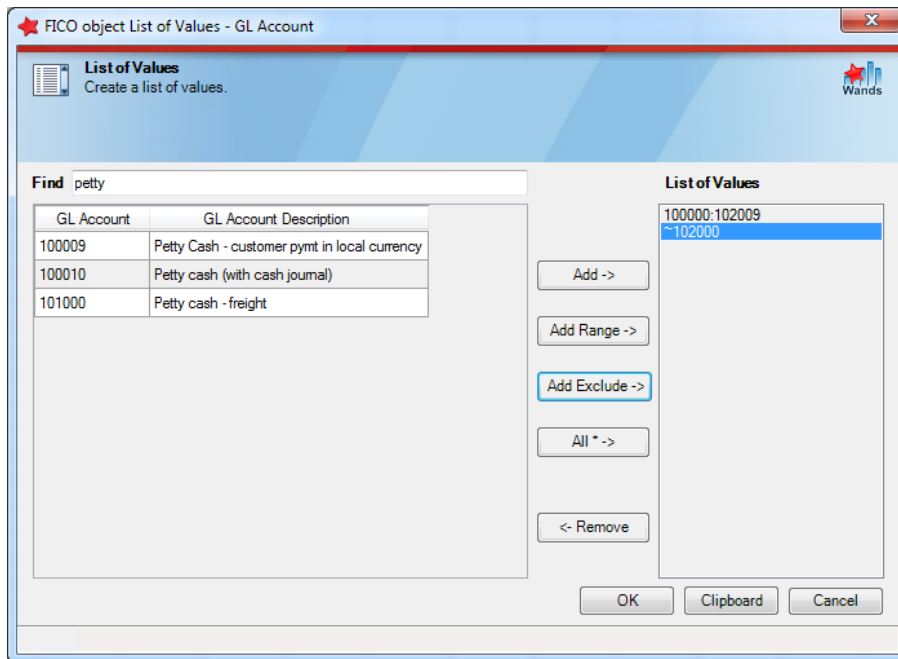 FICO object List of Values - GL Account
List of Values
Create a list of values.
Wands
Find petty
List of Values
GL Account GL Account Description
100009 Petty Cash - customer pymt in local currency
100010 Petty cash (with cash journal)
101000 Petty cash - freight
100000:102009
~102000
Add ->
Add Range ->
Add Exclude ->
All * ->
<- Remove
OK Clipboard Cancel